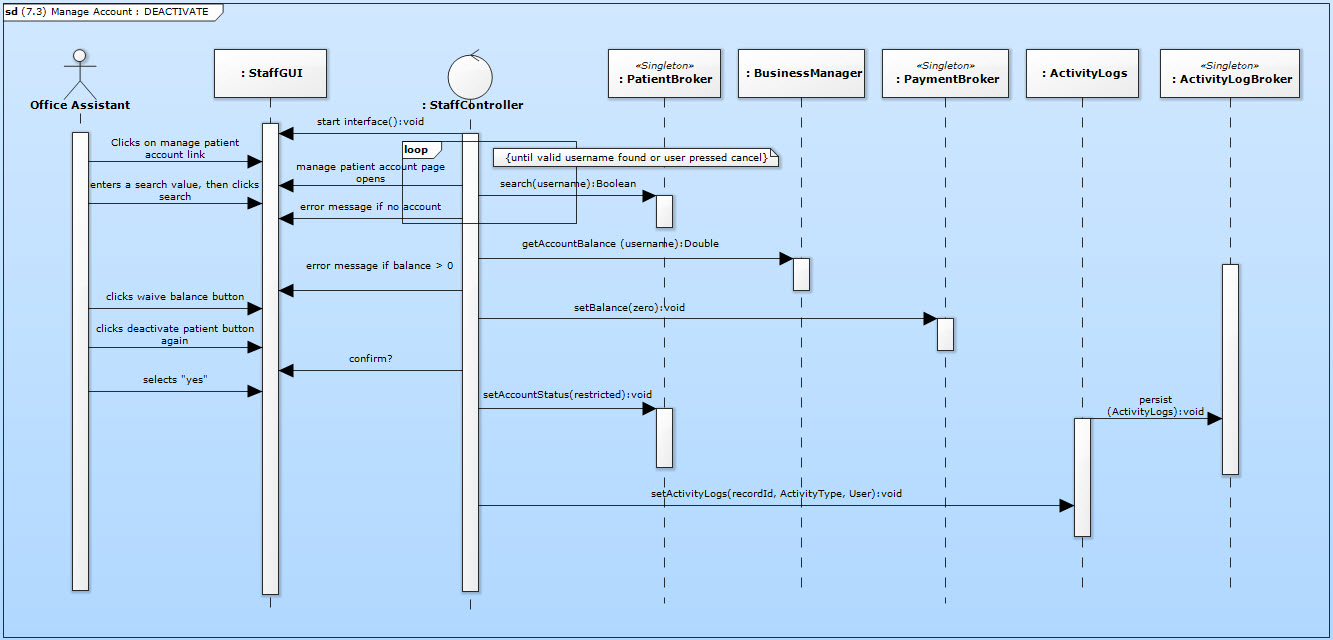 sd (7.3) Manage Account : DEACTIVATE
Office Assistant
: StaffGUI
: StaffController
«Singleton»
: PatientBroker
: BusinessManager
«Singleton»
: PaymentBroker
: ActivityLogs
«Singleton»
: ActivityLogBroker
start interface():void
Clicks on manage patient
account link
loop
{until valid username found or user pressed cancel}
manage patient account page
opens
enters a search value, then clicks
search
search(username):Boolean
error message if no account
getAccountBalance (username):Double
error message if balance > 0
clicks waive balance button
setBalance(zero):void
clicks deactivate patient button
again
confirm?
selects "yes"
setAccountStatus(restricted):void
persist
(ActivityLogs):void
setActivityLogs(recordId, ActivityType, User):void